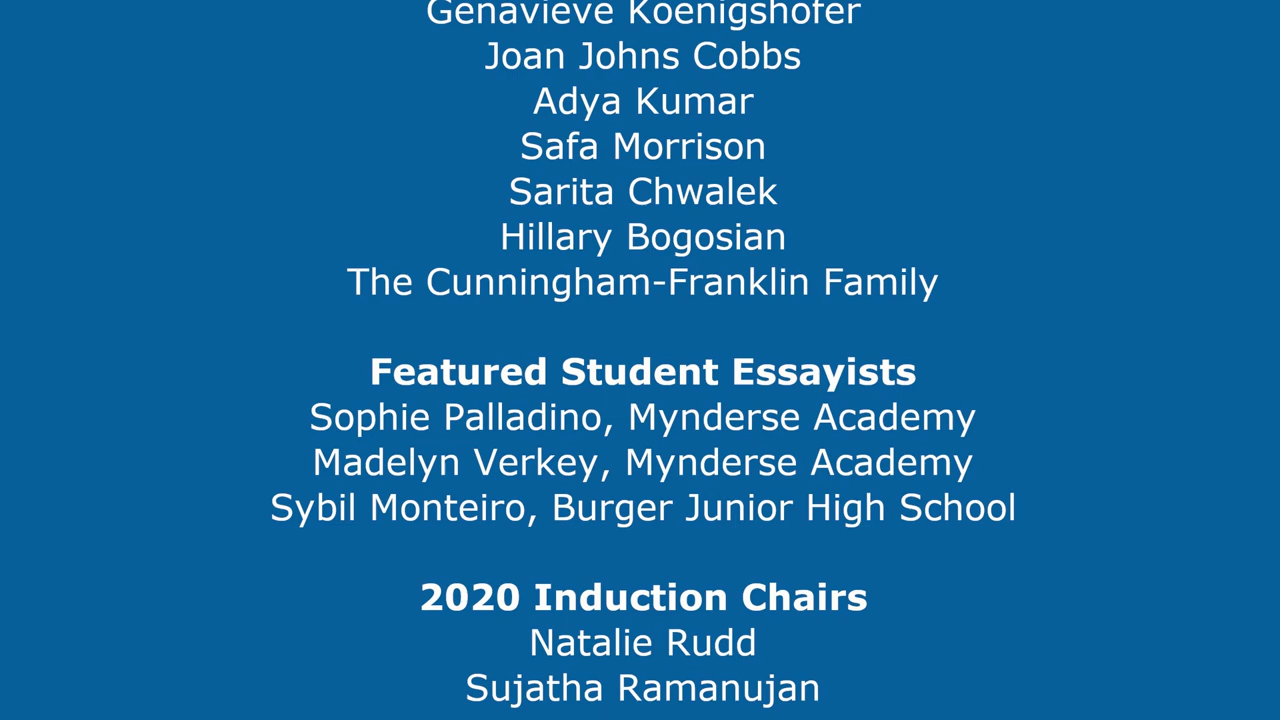 Genavieve Koenigshofer
Joan Johns Cobbs
Adya Kumar
Safa Morrison
Sarita Chwalek
Hillary Bogosian
The Cunningham-Franklin Family
Featured Student Essayists
Sophie Palladino, Mynderse Academy
Madelyn Verkey, Mynderse Academy
Sybil Monteiro, Burger Junior High School
2020 Induction Chairs
Natalie Rudd
Sujatha Ramanujan